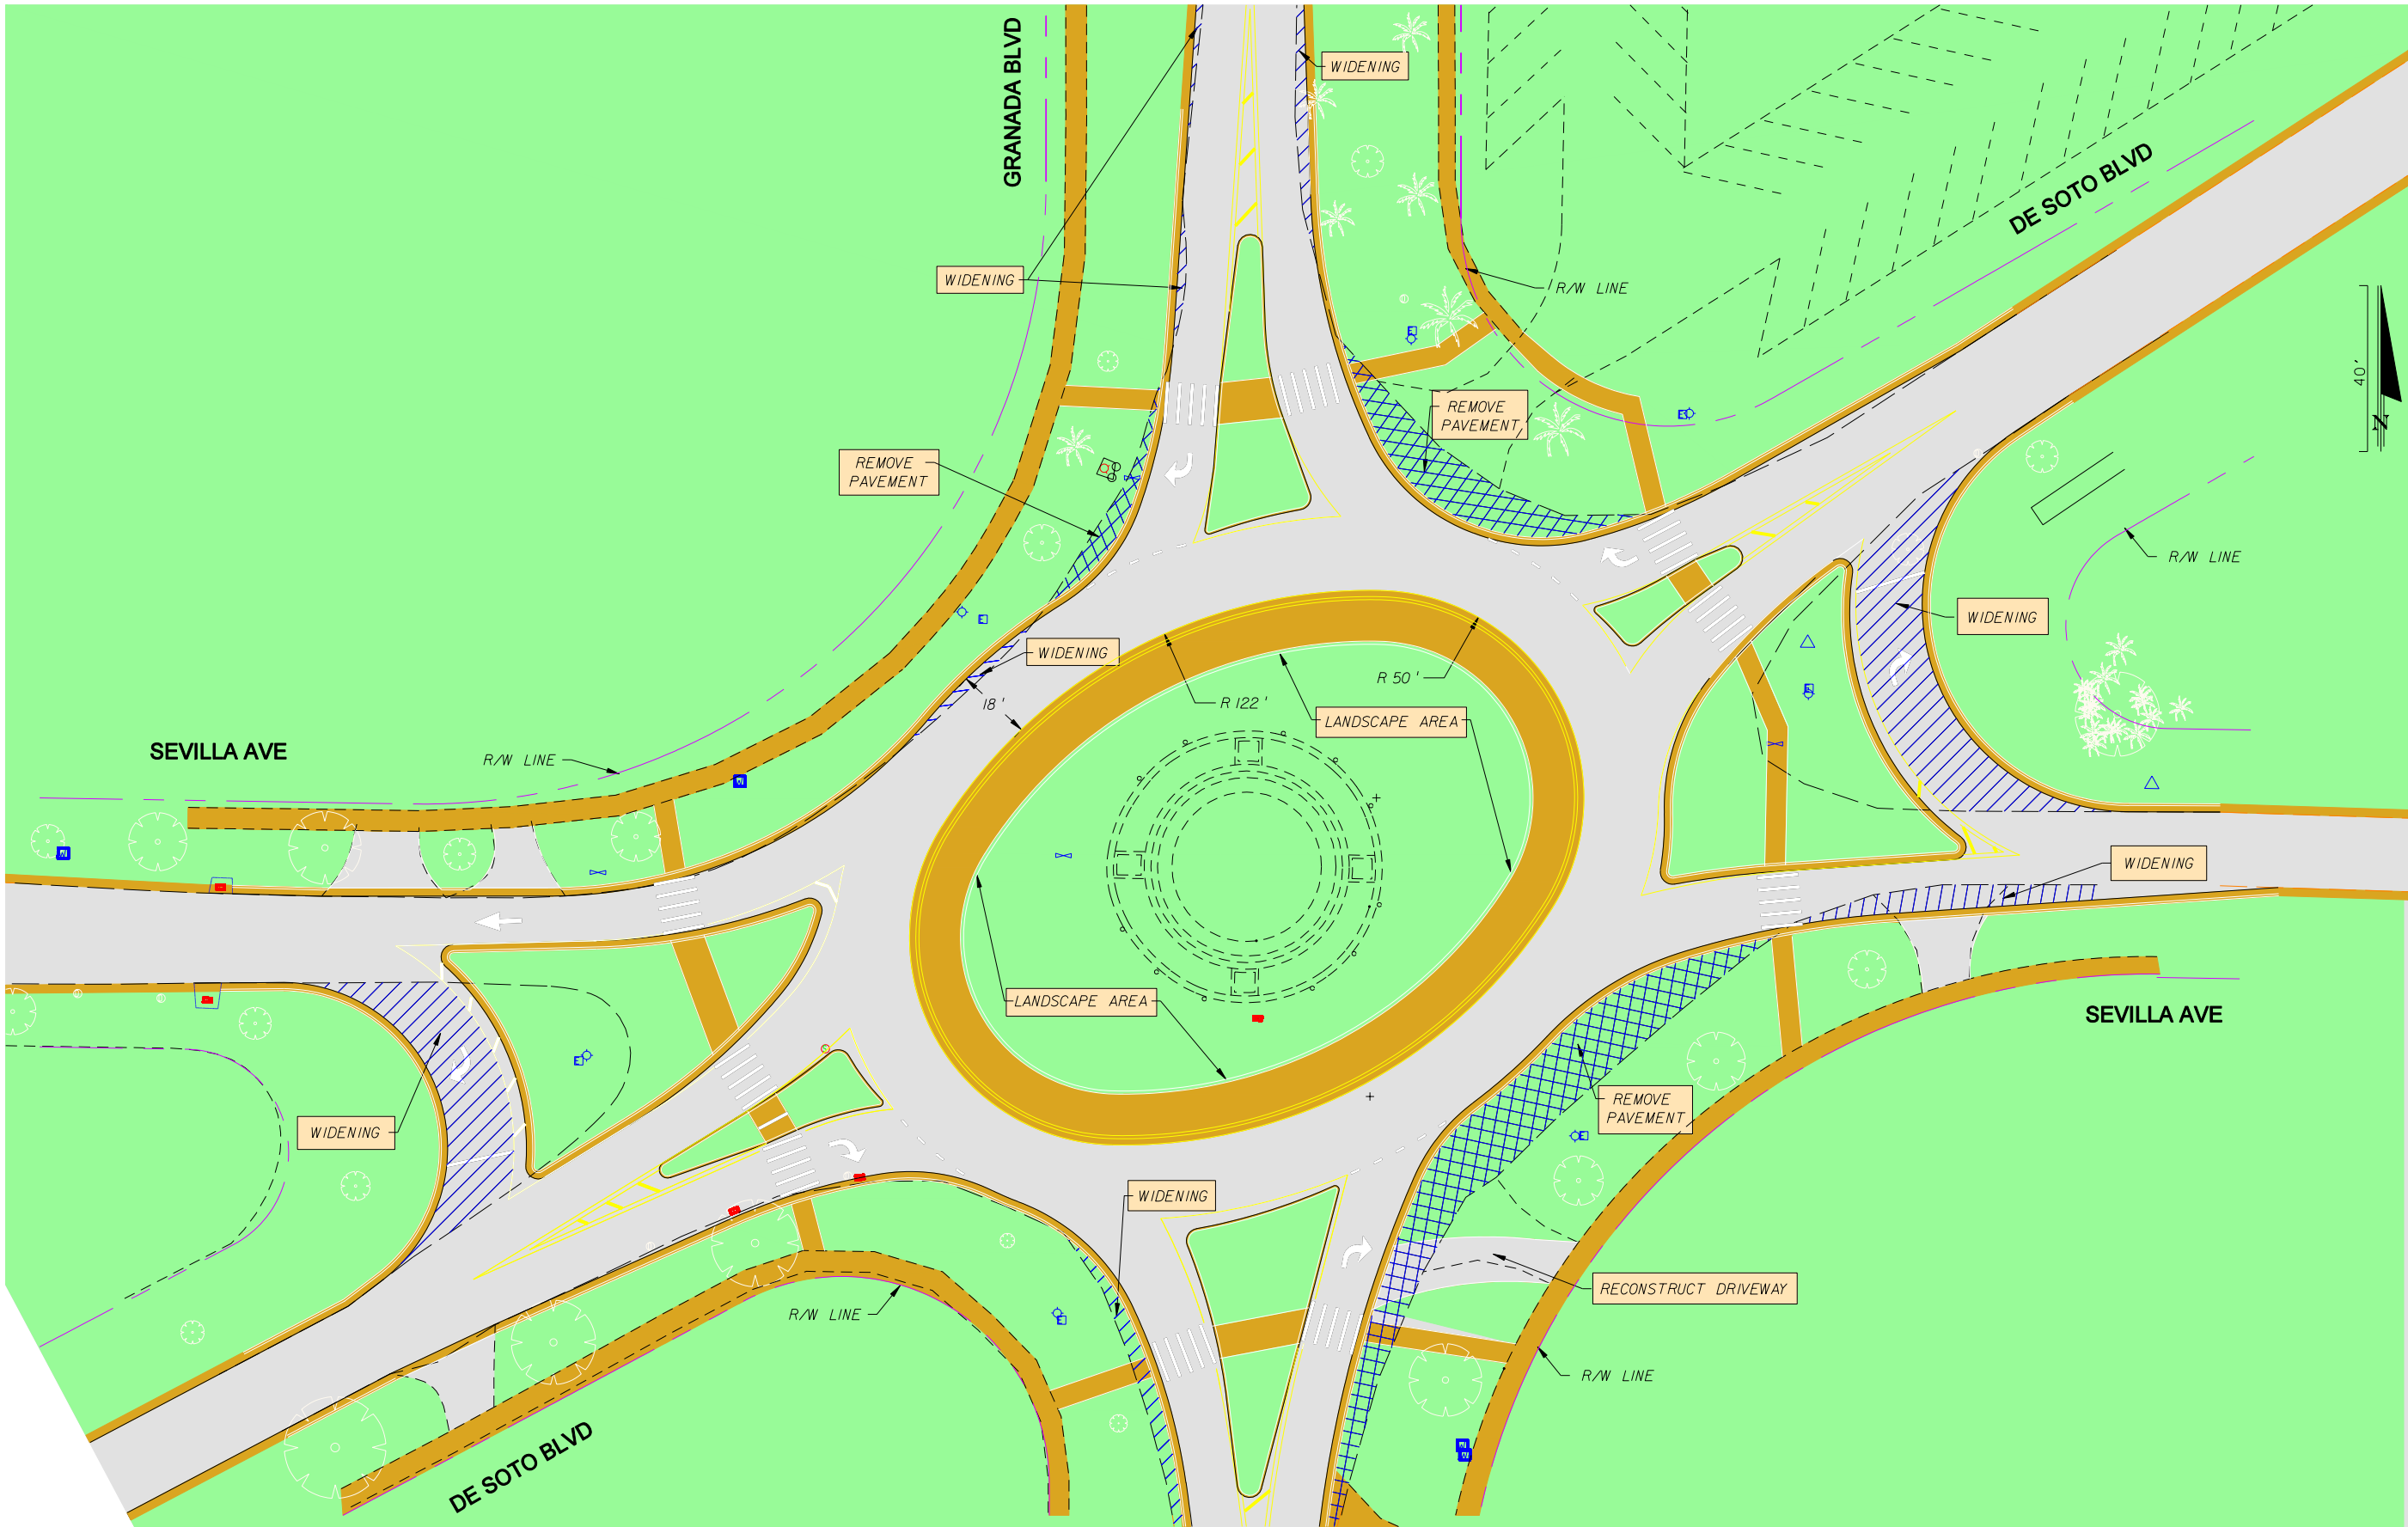 GRANADA BLVD
WIDENING
DE SOTO BLVD
WIDENING
R/W LINE
40'
N
REMOVE
PAVEMENT
REMOVE
PAVEMENT
R/W LINE
WIDENING
WIDENING
R 50'
18'
R 122'
LANDSCAPE AREA
SEVILLA AVE
R/W LINE
WIDENING
LANDSCAPE AREA
SEVILLA AVE
REMOVE
PAVEMENT
WIDENING
WIDENING
RECONSTRUCT DRIVEWAY
R/W LINE
R/W LINE
DE SOTO BLVD
E
E
E
E
E
E
E
W
W
W
W